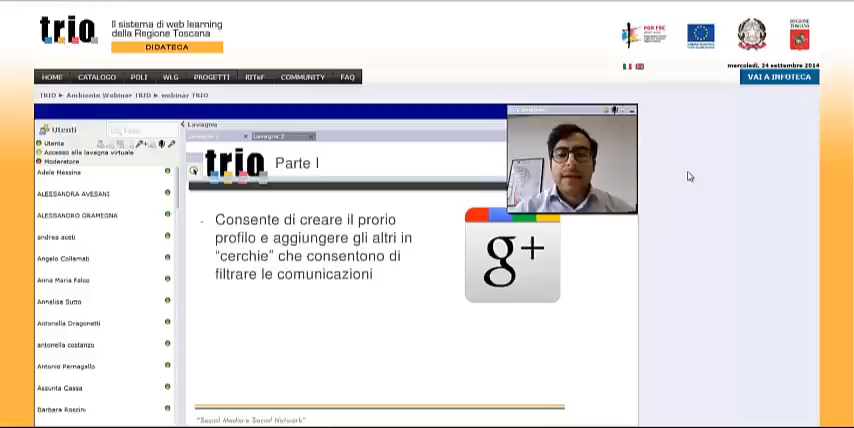 trio
Il sistema di web learning
della Regione Toscana
DIDATECA
POR FSE
REGIONE
TOSCANA
mercoledì, 24 settembre 2014
VAI A INFOTECA
HOME CATALOGO POLI WLG PROGETTI RITeF COMMUNITY FAQ
TRIO ► Ambiente Webinar TRIO ► webinar TRIO
Utenti
Utente
Accesso alla lavagna virtuale
Moderatore
Adele Messina
ALESSANDRA AVESANI
ALESSANDRO GRAMEGNA
andrea aceti
Angelo Collamati
Anna Maria Falco
Annalisa Sutto
Antonella Dragonetti
antonella costanzo
Antonio Pernagallo
Assunta Cassa
Barbara Roscini
Lavagna
Lavagna 2
trio Parte I
- Consente di creare il prorio
profilo e aggiungere gli altri in
“cerchie” che consentono di
filtrare le comunicazioni
g+
"Social Media e Social Network"